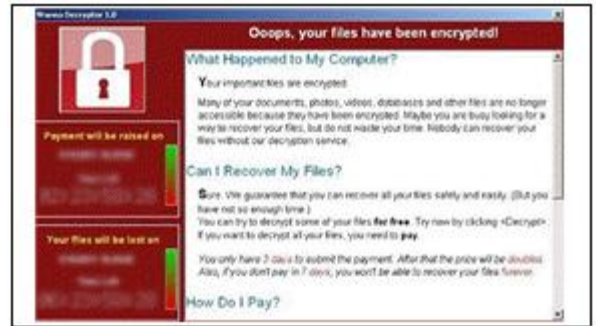 Wanna Decryptor 1.0
Ooops, your files have been encrypted!
What Happened to My Computer?
Your important files are encrypted.
Many of your documents, photos, videos, databases and other files are no longer
accessible because they have been encrypted. Maybe you are busy looking for a
way to recover your files, but do not waste your time. Nobody can recover your
files without our decryption service.
Can I Recover My Files?
Sure. We guarantee that you can recover all your files safely and easily. (But you
have not so enough time.)
You can try to decrypt some of your files for free. Try now by clicking <Decrypt>.
If you want to decrypt all your files, you need to pay.
You only have 3 days to submit the payment. After that the price will be doubled.
Also, if you don't pay in 7 days, you won't be able to recover your files forever.
How Do I Pay?
Payment will be raised on
Your files will be lost on